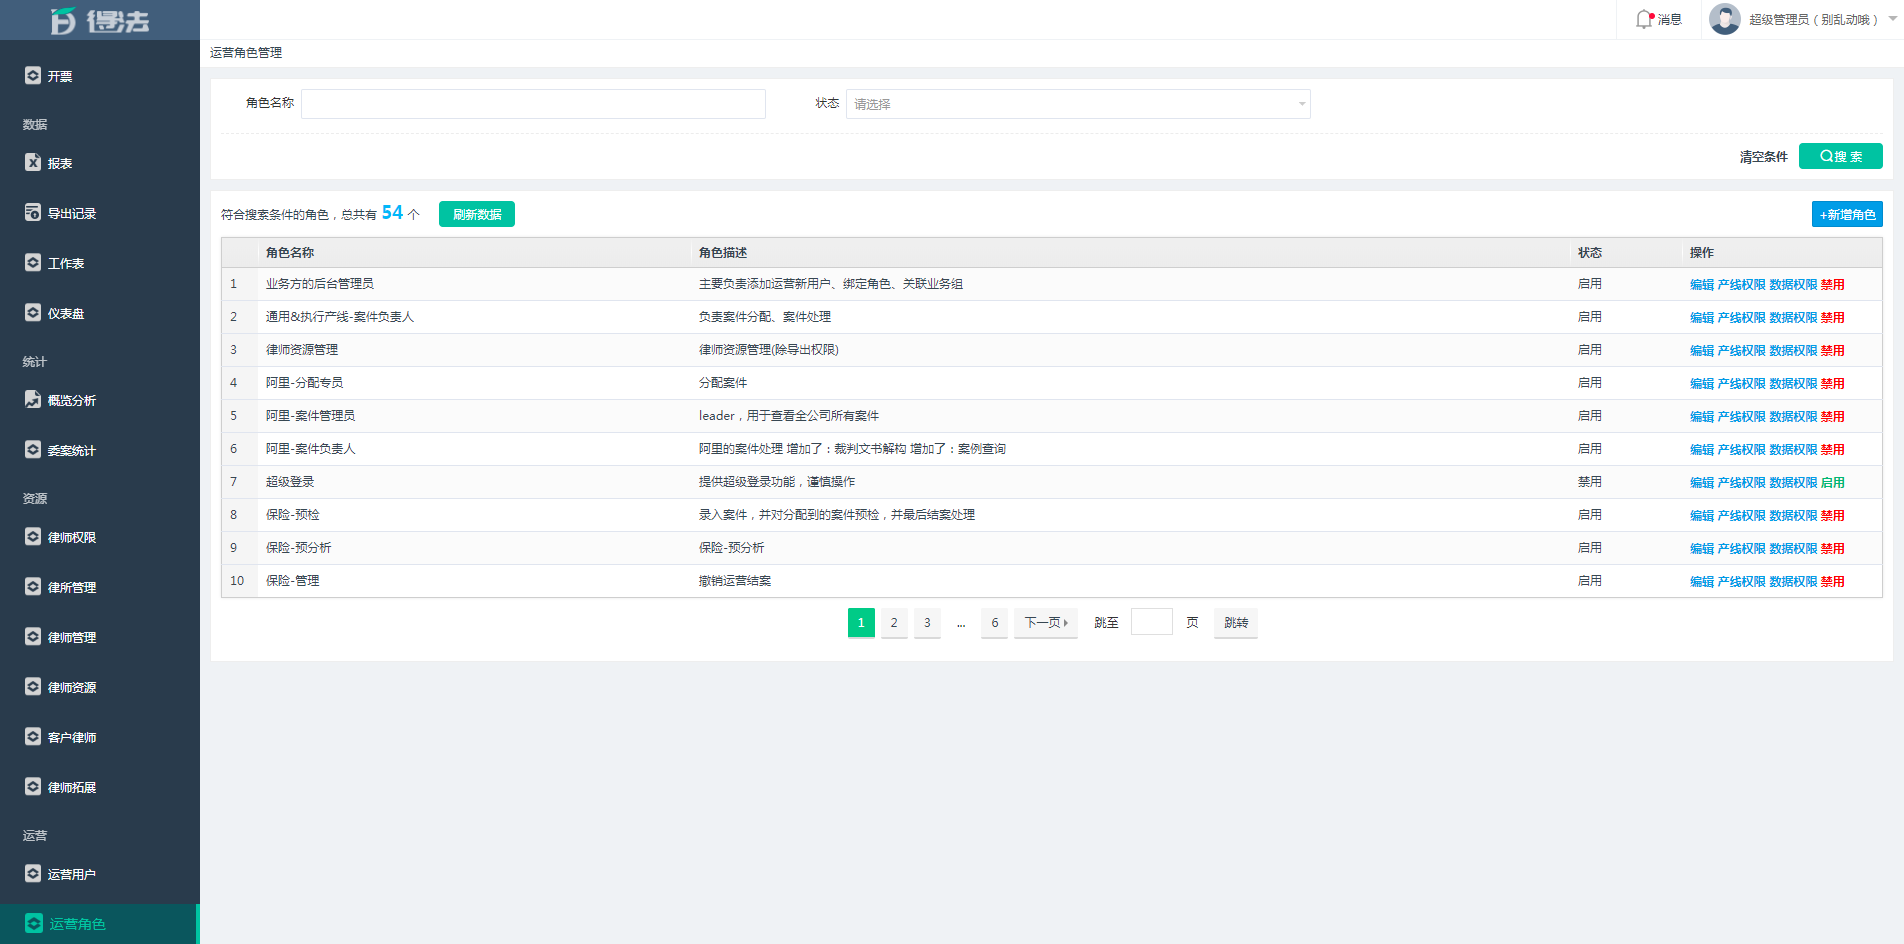 得法
消息
超级管理员（别乱动哦）
运营角色管理
开票
数据
报表
导出记录
工作表
仪表盘
统计
概览分析
委案统计
资源
律师权限
律所管理
律师管理
律师资源
客户律师
律师拓展
运营
运营用户
运营角色
角色名称
状态 请选择
清空条件 搜 索
符合搜索条件的角色，总共有 54 个 刷新数据 +新增角色
角色名称 角色描述 状态 操作
1 业务方的后台管理员 主要负责添加运营新用户、绑定角色、关联业务组 启用 编辑 产线权限 数据权限 禁用
2 通用&执行产线-案件负责人 负责案件分配、案件处理 启用 编辑 产线权限 数据权限 禁用
3 律师资源管理 律师资源管理(除导出权限) 启用 编辑 产线权限 数据权限 禁用
4 阿里-分配专员 分配案件 启用 编辑 产线权限 数据权限 禁用
5 阿里-案件管理员 leader，用于查看全公司所有案件 启用 编辑 产线权限 数据权限 禁用
6 阿里-案件负责人 阿里的案件处理 增加了：裁判文书解构 增加了：案例查询 启用 编辑 产线权限 数据权限 禁用
7 超级登录 提供超级登录功能，谨慎操作 禁用 编辑 产线权限 数据权限 启用
8 保险-预检 录入案件，并对分配到的案件预检，并最后结案处理 启用 编辑 产线权限 数据权限 禁用
9 保险-预分析 保险-预分析 启用 编辑 产线权限 数据权限 禁用
10 保险-管理 撤销运营结案 启用 编辑 产线权限 数据权限 禁用
1 2 3 ... 6 下一页 跳至 页 跳转